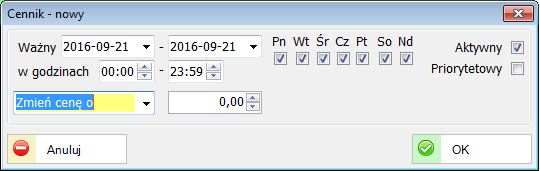 Cennik - nowy
Ważny 2016-09-21 - 2016-09-21 Pn Wt Śr Cz Pt So Nd Aktywny
w godzinach 00:00 - 23:59 Priorytetowy
Zmień cenę o 0,00
Anuluj OK